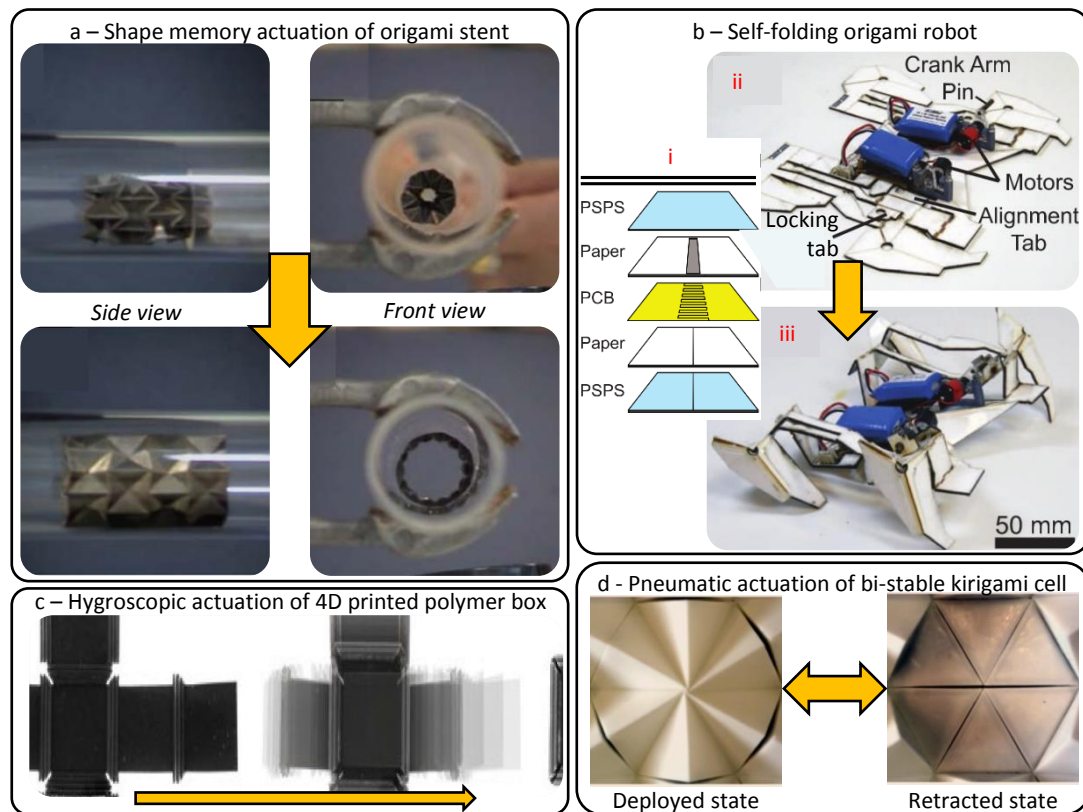 a – Shape memory actuation of origami stent
Side view
Front view
b – Self-folding origami robot
i
PSPS
Paper
PCB
Paper
PSPS
ii
Crank Arm
Pin
Motors
Alignment
Tab
Locking
tab
iii
50 mm
c – Hygroscopic actuation of 4D printed polymer box
d - Pneumatic actuation of bi-stable kirigami cell
Deployed state
Retracted state